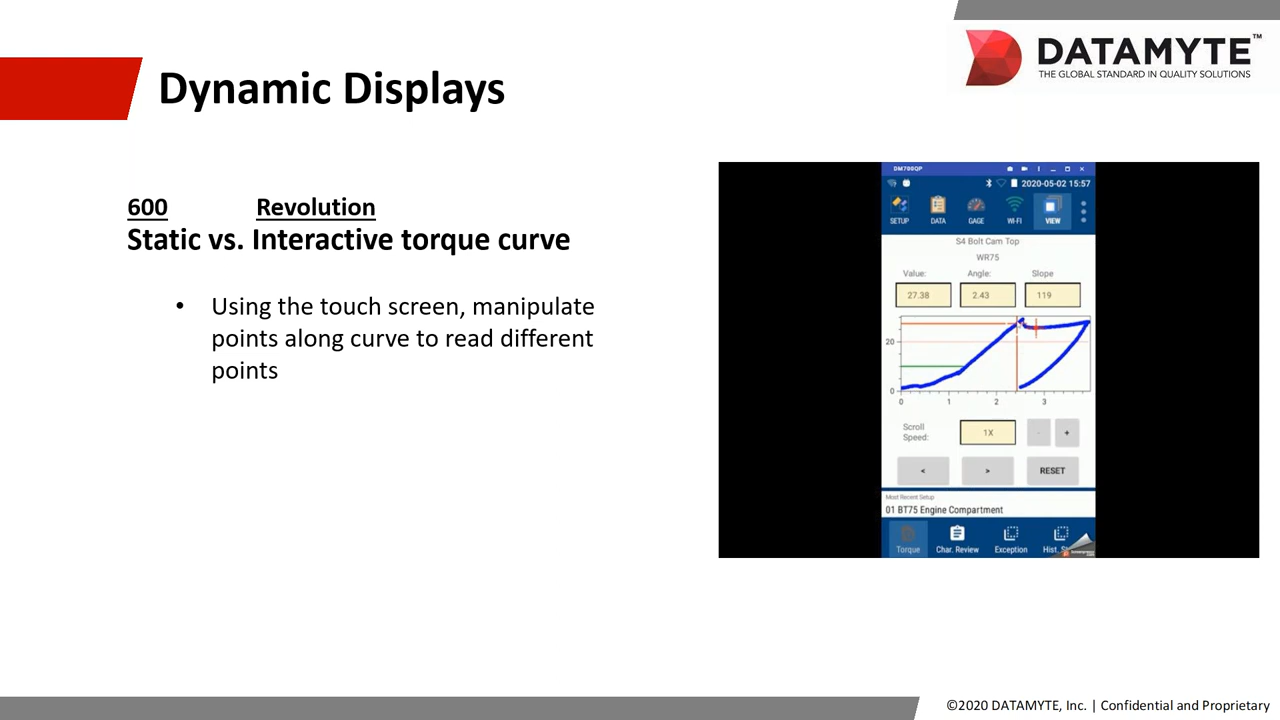 DATAMYTE™
THE GLOBAL STANDARD IN QUALITY SOLUTIONS
Dynamic Displays
600 Revolution
Static vs. Interactive torque curve
• Using the touch screen, manipulate
points along curve to read different
points
DM700QP
2020-05-02 15:57
SETUP DATA GAGE WI-FI VIEW
S4 Bolt Cam Top
WR75
Value: Angle: Slope
27.38 2.43 119
20
0
0 1 2 3
Scroll
Speed:
1X - +
< > RESET
Most Recent Setup
01 BT75 Engine Compartment
Torque Char. Review Exception Hist.
©2020 DATAMYTE, Inc. | Confidential and Proprietary